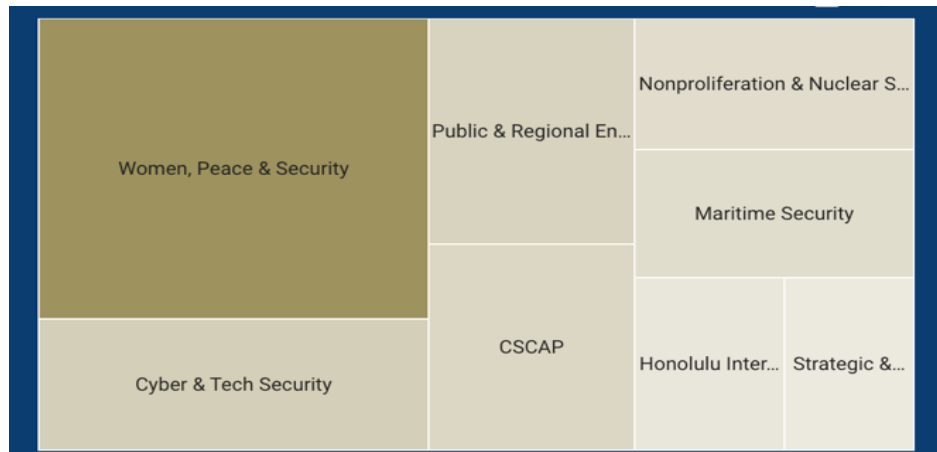 Women, Peace & Security
Cyber & Tech Security
Public & Regional En...
CSCAP
Nonproliferation & Nuclear S...
Maritime Security
Honolulu Inter...
Strategic &...